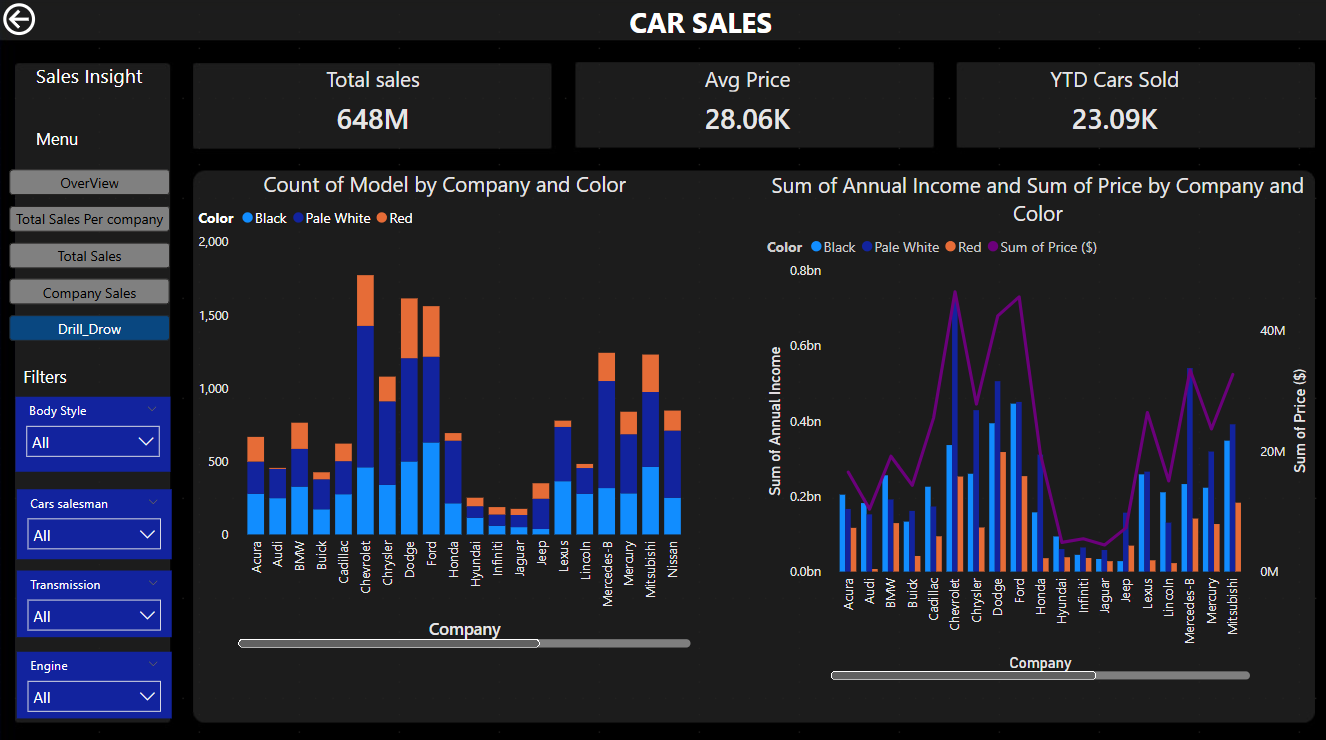 CAR SALES
Sales Insight
Menu
OverView
Total Sales Per company
Total Sales
Company Sales
Drill_Drow
Filters
Body Style
All
Cars salesman
All
Transmission
All
Engine
All
Total sales
648M
Avg Price
28.06K
YTD Cars Sold
23.09K
Count of Model by Company and Color
Color Black Pale White Red
2,000
1,500
1,000
500
0
Acura
Audi
BMW
Buick
Cadillac
Chevrolet
Chrysler
Dodge
Ford
Honda
Hyundai
Infiniti
Jaguar
Jeep
Lexus
Lincoln
Mercedes-B
Mercury
Mitsubishi
Nissan
Company
Sum of Annual Income and Sum of Price by Company and
Color
Color Black Pale White Red Sum of Price ($)
Sum of Annual Income
0.8bn
0.6bn
0.4bn
0.2bn
0.0bn
40M
20M
0M
Sum of Price ($)
Acura
Audi
BMW
Buick
Cadillac
Chevrolet
Chrysler
Dodge
Ford
Honda
Hyundai
Infiniti
Jaguar
Jeep
Lexus
Lincoln
Mercedes-B
Mercury
Mitsubishi
Company